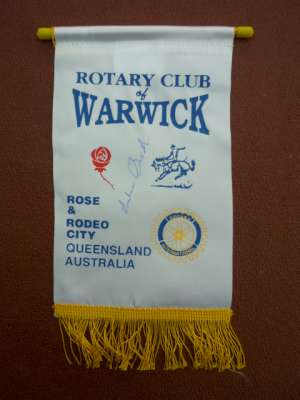 ROTARY CLUB
of
WARWICK
ROSE
&
RODEO
CITY
QUEENSLAND
AUSTRALIA